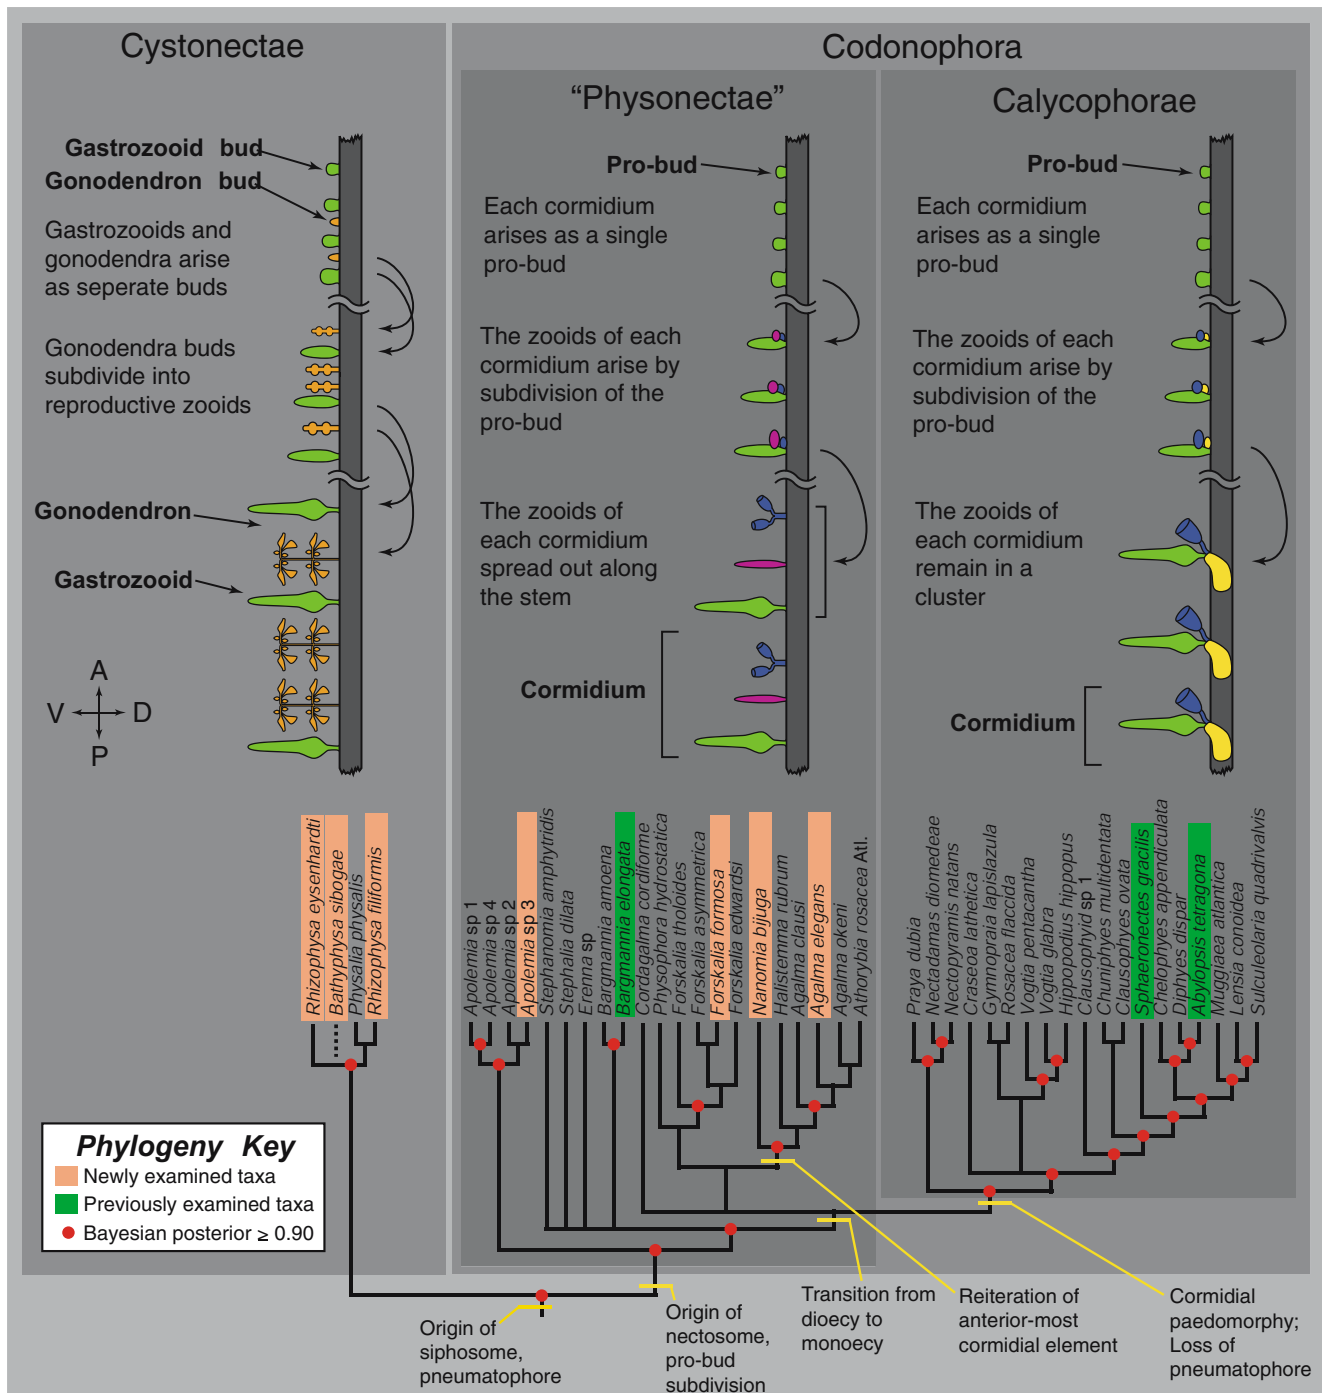 Cystonectae
Codonophora
“Physonectae”
Calycophorae
Gastrozooid bud
Gonodendron bud
Gastrozooids and
gonodendra arise
as seperate buds
Gonodendra buds
subdivide into
reproductive zooids
Gonodendron
Gastrozooid
A
V
D
P
Pro-bud
Each cormidium
arises as a single
pro-bud
The zooids of each
cormidium arise by
subdivision of the
pro-bud
The zooids of
each cormidium
spread out along
the stem
Cormidium
Pro-bud
Each cormidium
arises as a single
pro-bud
The zooids of each
cormidium arise by
subdivision of the
pro-bud
The zooids of
each cormidium
remain in a
cluster
Cormidium
Rhizophysa eysenhardti
Bathyphysa sibogae
Physalia physalis
Rhizophysa filiformis
Apolemia sp 1
Apolemia sp 4
Apolemia sp 2
Apolemia sp 3
Stephanomia amphytridis
Stephalia dilata
Erenna sp
Bargmannia amoena
Bargmannia elongata
Cordagalma cordiforme
Physophora hydrostatica
Forskalia tholoides
Forskalia asymmetrica
Forskalia formosa
Forskalia edwardsi
Nanomia bijuga
Halistemma rubrum
Agalma clausi
Agalma elegans
Agalma okeni
Athorybia rosacea Atl.
Praya dubia
Nectadamas diomedeae
Nectopyramis natans
Craseoa lathetica
Gymnopraia lapislazula
Rosacea flaccida
Vogtia pentacantha
Vogtia glabra
Hippopodius hippopus
Clausophyid sp 1
Chuniphyes multidentata
Clausophyes ovata
Sphaeronectes gracilis
Chelophyes appendiculata
Diphyes dispar
Abylopsis tetragona
Muggiaea atlantica
Lensia conoidea
Sulculeolaria quadrivalvis
Phylogeny Key
Newly examined taxa
Previously examined taxa
Bayesian posterior ≥ 0.90
Origin of
siphosome,
pneumatophore
Origin of
nectosome,
pro-bud
subdivision
Transition from
dioecy to
monoecy
Reiteration of
anterior-most
cormidial element
Cormidial
paedomorphy;
Loss of
pneumatophore